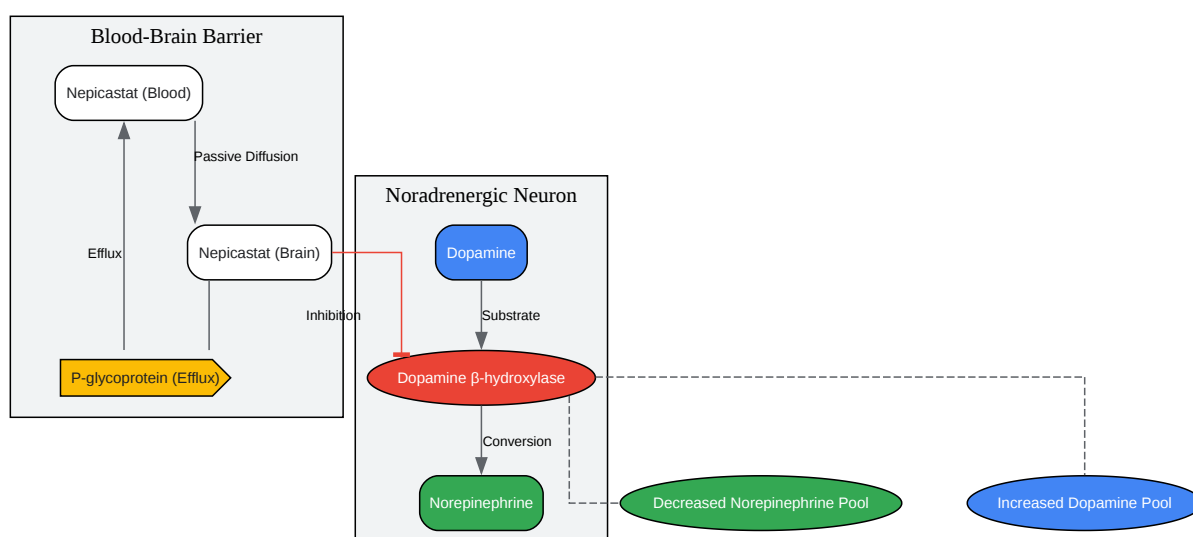 Blood-Brain Barrier
Nepicastat (Blood)
Passive Diffusion
Noradrenergic Neuron
Efflux
Nepicastat (Brain)
Dopamine
Inhibition
Substrate
P-glycoprotein (Efflux)
Dopamine β-hydroxylase
Conversion
Norepinephrine
Decreased Norepinephrine Pool
Increased Dopamine Pool